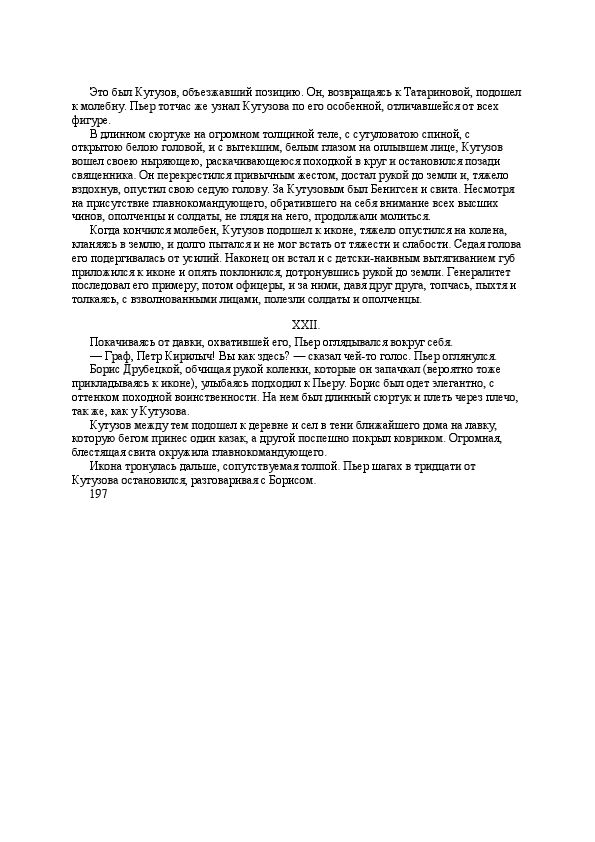 Это был Кутузов, объезжавший позицию. Он, возвращаясь к Татариновой, подошел
к молебну. Пьер тотчас же узнал Кутузова по его особенной, отличавшейся от всех
фигуре.
В длинном сюртуке на огромном толщиной теле, с сутуловатою спиной, с
открытою белою головой, и с вытекшим, белым глазом на оплывшем лице, Кутузов
вошел своею ныряющею, раскачивающеюся походкой в круг и остановился позади
священника. Он перекрестился привычным жестом, достал рукой до земли и, тяжело
вздохнув, опустил свою седую голову. За Кутузовым был Бенигсен и свита. Несмотря
на присутствие главнокомандующего, обратившего на себя внимание всех высших
чинов, ополченцы и солдаты, не глядя на него, продолжали молиться.
Когда кончился молебен, Кутузов подошел к иконе, тяжело опустился на колена,
кланяясь в землю, и долго пытался и не мог встать от тяжести и слабости. Седая голова
его подергивалась от усилий. Наконец он встал и с детски-наивным вытягиванием губ
приложился к иконе и опять поклонился, дотронувшись рукой до земли. Генералитет
последовал его примеру, потом офицеры, и за ними, давя друг друга, топчась, пыхтя и
толкаясь, с взволнованными лицами, полезли солдаты и ополченцы.
XXII.
Покачиваясь от давки, охватившей его, Пьер оглядывался вокруг себя.
— Граф, Петр Кирилыч! Вы как здесь? — сказал чей-то голос. Пьер оглянулся.
Борис Друбецкой, обчищая рукой коленки, которые он запачкал (вероятно тоже
прикладываясь к иконе), улыбаясь подходил к Пьеру. Борис был одет элегантно, с
оттенком походной воинственности. На нем был длинный сюртук и плеть через плечо,
так же, как у Кутузова.
Кутузов между тем подошел к деревне и сел в тени ближайшего дома на лавку,
которую бегом принес один казак, а другой поспешно покрыл ковриком. Огромная,
блестящая свита окружила главнокомандующего.
Икона тронулась дальше, сопутствуемая толпой. Пьер шагах в тридцати от
Кутузова остановился, разговаривая с Борисом.
197